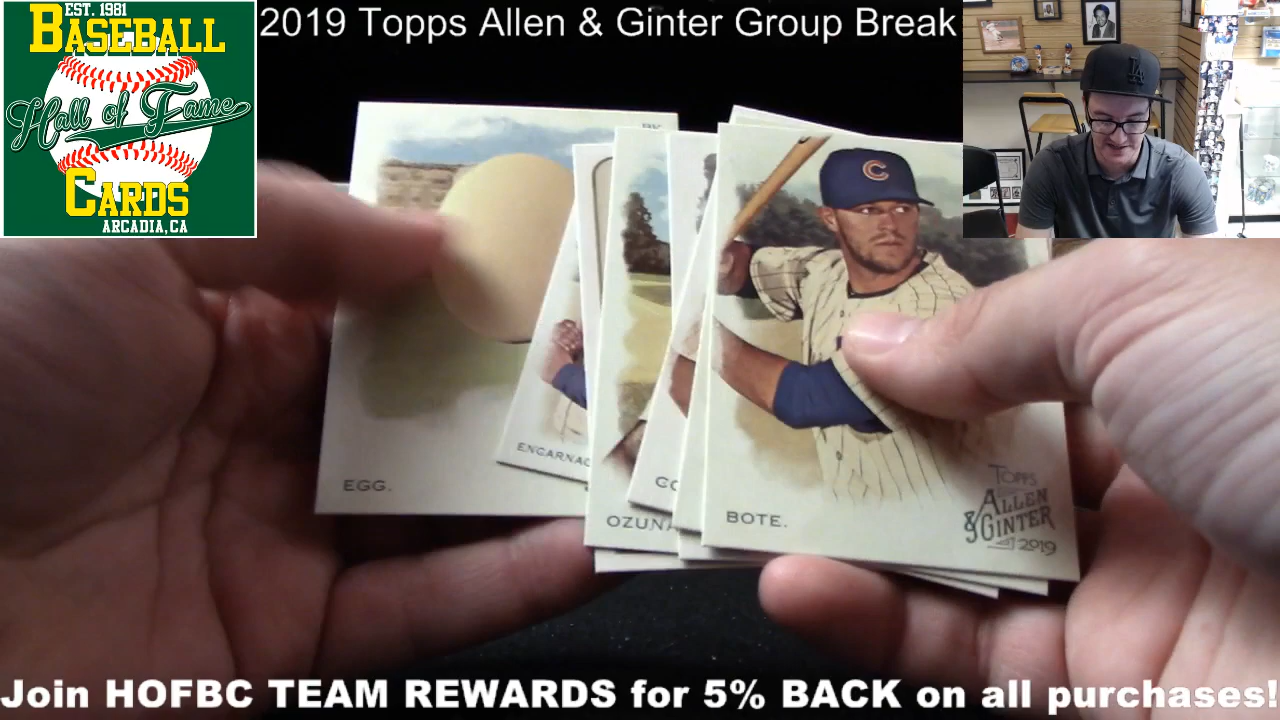 EST. 1981
BASEBALL
Hall of Fame
CARDS
ARCADIA, CA
2019 Topps Allen & Ginter Group Break
EGG.
ENCARNAC
OZUNA
CO
BOTE.
TOPPS
ALLEN
& GINTER
2019
Join HOFBC TEAM REWARDS for 5% BACK on all purchases!